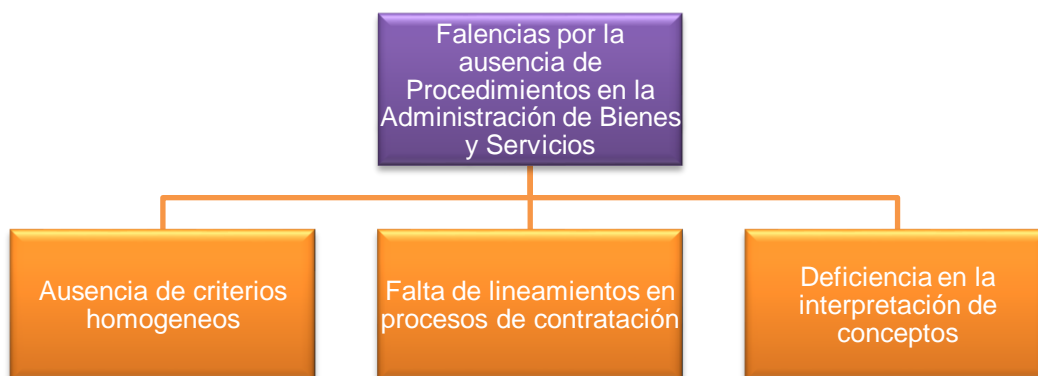 Falencias por la
ausencia de
Procedimientos en la
Administración de Bienes
y Servicios
Ausencia de criterios
homogeneos
Falta de lineamientos en
procesos de contratación
Deficiencia en la
interpretación de
conceptos